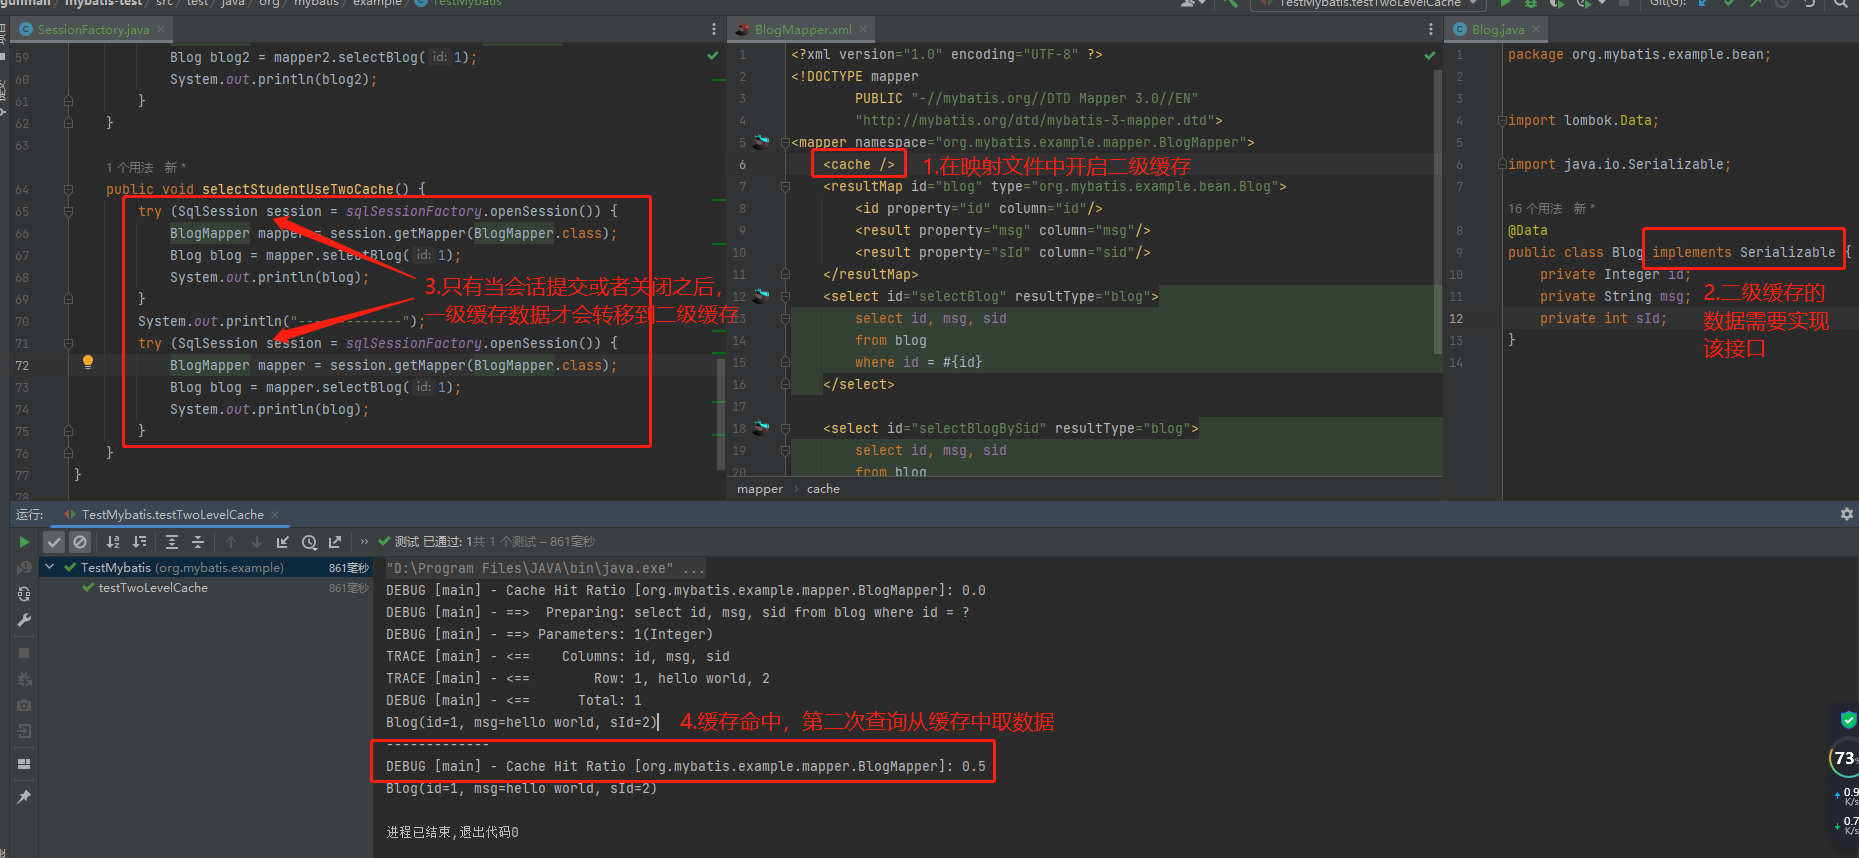 mybatis-test src test java org mybatis example TestMybatis
TestMybatis.testTwoLevelCache
Git(G):
SessionFactory.java
59 Blog blog2 = mapper2.selectBlog( id: 1);
60 System.out.println(blog2);
61 }
62 }
63
1 个用法 新 *
64 public void selectStudentUseTwoCache() {
65 try (SqlSession session = sqlSessionFactory.openSession()) {
66 BlogMapper mapper = session.getMapper(BlogMapper.class);
67 Blog blog = mapper.selectBlog( id: 1);
68 System.out.println(blog);
69 }
70 System.out.println("-------------");
71 try (SqlSession session = sqlSessionFactory.openSession()) {
72 BlogMapper mapper = session.getMapper(BlogMapper.class);
73 Blog blog = mapper.selectBlog( id: 1);
74 System.out.println(blog);
75 }
76 }
77 }
78
3.只有当会话提交或者关闭之后，
一级缓存数据才会转移到二级缓存
BlogMapper.xml
1 <?xml version="1.0" encoding="UTF-8" ?>
2 <!DOCTYPE mapper
3 PUBLIC "-//mybatis.org//DTD Mapper 3.0//EN"
4 "http://mybatis.org/dtd/mybatis-3-mapper.dtd">
5 <mapper namespace="org.mybatis.example.mapper.BlogMapper">
6 <cache /> 1.在映射文件中开启二级缓存
7 <resultMap id="blog" type="org.mybatis.example.bean.Blog">
8 <id property="id" column="id"/>
9 <result property="msg" column="msg"/>
10 <result property="sId" column="sid"/>
11 </resultMap>
12 <select id="selectBlog" resultType="blog">
13 select id, msg, sid
14 from blog
15 where id = #{id}
16 </select>
17
18 <select id="selectBlogBySid" resultType="blog">
19 select id, msg, sid
20 from blog
mapper › cache
Blog.java
1 package org.mybatis.example.bean;
2
3
4 import lombok.Data;
5
6 import java.io.Serializable;
7
16 个用法 新 *
8 @Data
9 public class Blog implements Serializable {
10 private Integer id;
11 private String msg;
12 private int sId;
13 }
14
2.二级缓存的
数据需要实现
该接口
运行: TestMybatis.testTwoLevelCache
» 测试 已通过: 1共 1 个测试 – 861毫秒
TestMybatis (org.mybatis.example) 861毫秒
testTwoLevelCache 861毫秒
"D:\Program Files\JAVA\bin\java.exe" ...
DEBUG [main] - Cache Hit Ratio [org.mybatis.example.mapper.BlogMapper]: 0.0
DEBUG [main] - ==>  Preparing: select id, msg, sid from blog where id = ?
DEBUG [main] - ==> Parameters: 1(Integer)
TRACE [main] - <==    Columns: id, msg, sid
TRACE [main] - <==        Row: 1, hello world, 2
DEBUG [main] - <==      Total: 1
Blog(id=1, msg=hello world, sId=2) 4.缓存命中，第二次查询从缓存中取数据
-------------
DEBUG [main] - Cache Hit Ratio [org.mybatis.example.mapper.BlogMapper]: 0.5
Blog(id=1, msg=hello world, sId=2)
进程已结束,退出代码0
73%
0.9
K/s
0.7
K/s